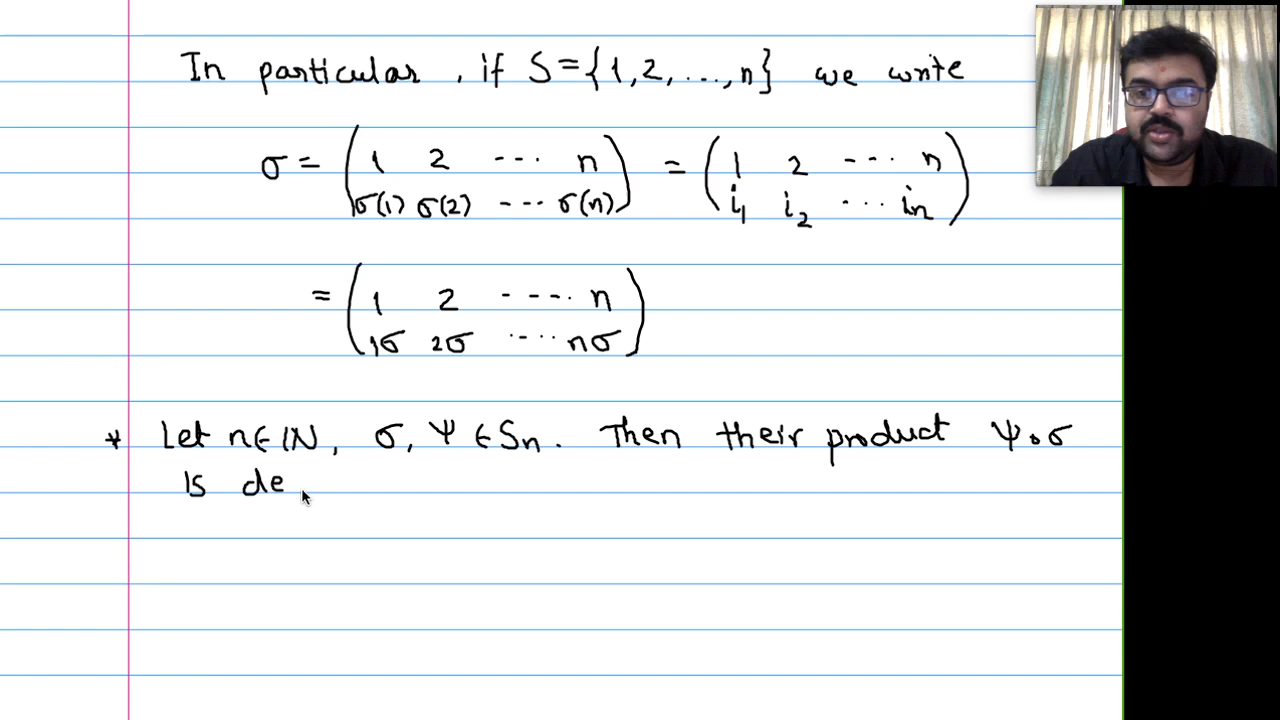 In particular, if S={1,2,...,n} we write
σ = ( 1 2 --- n ) = ( 1 2 --- n )
σ(1) σ(2) --- σ(n) i₁ i₂ ... iₙ
= ( 1 2 ---- n )
1σ 2σ ---- nσ
* Let n∈ℕ, σ, Ψ ∈ Sn. Then their product Ψ∘σ
is de